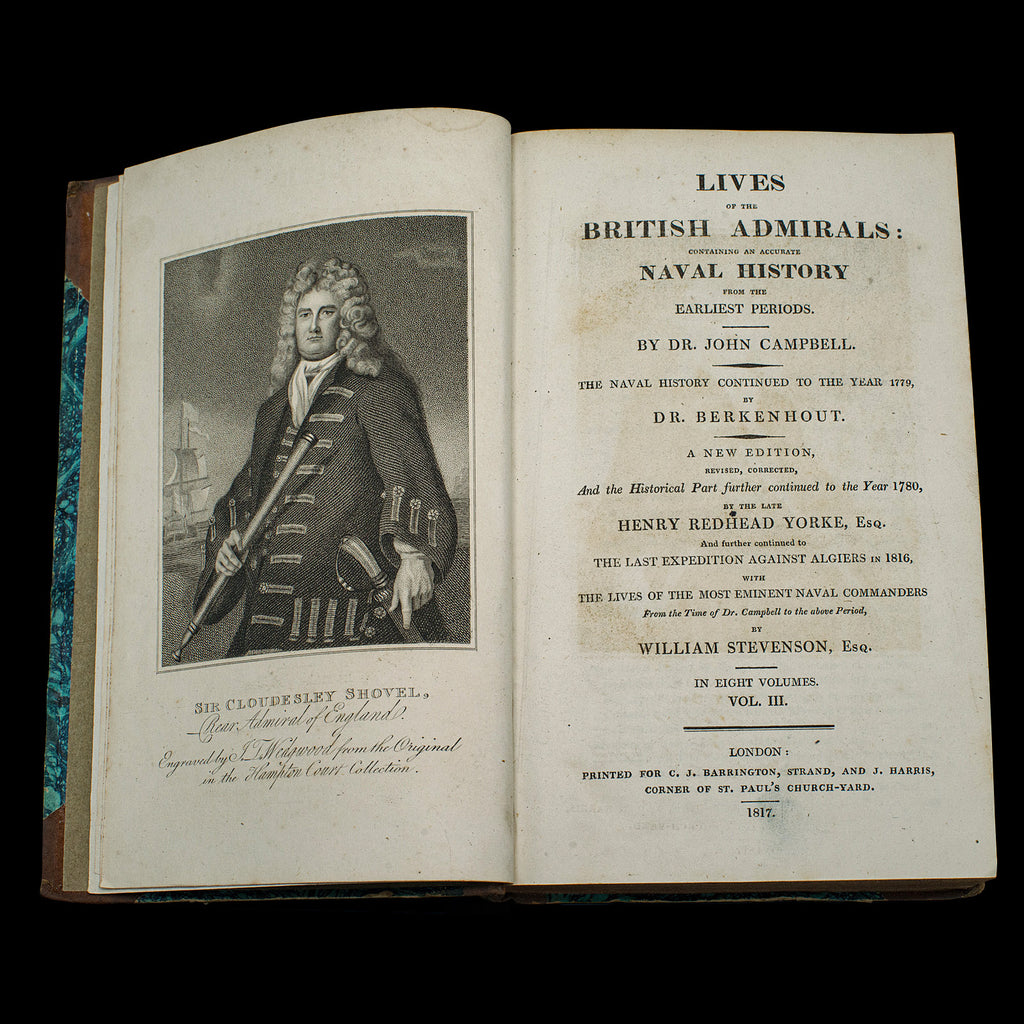 SIR CLOUDESLEY SHOVEL,
Rear Admiral of England.
Engraved by J. T. Wedgwood from the Original
in the Hampton Court Collection.
LIVES
OF THE
BRITISH ADMIRALS:
CONTAINING AN ACCURATE
NAVAL HISTORY
FROM THE
EARLIEST PERIODS.
BY DR. JOHN CAMPBELL.
THE NAVAL HISTORY CONTINUED TO THE YEAR 1779,
BY
DR. BERKENHOUT.
A NEW EDITION,
REVISED, CORRECTED,
And the Historical Part further continued to the Year 1780,
BY THE LATE
HENRY REDHEAD YORKE, Esq.
And further continued to
THE LAST EXPEDITION AGAINST ALGIERS IN 1816,
WITH
THE LIVES OF THE MOST EMINENT NAVAL COMMANDERS
From the Time of Dr. Campbell to the above Period,
BY
WILLIAM STEVENSON, Esq.
IN EIGHT VOLUMES.
VOL. III.
LONDON:
PRINTED FOR C. J. BARRINGTON, STRAND, AND J. HARRIS,
CORNER OF ST. PAUL'S CHURCH-YARD.
1817.